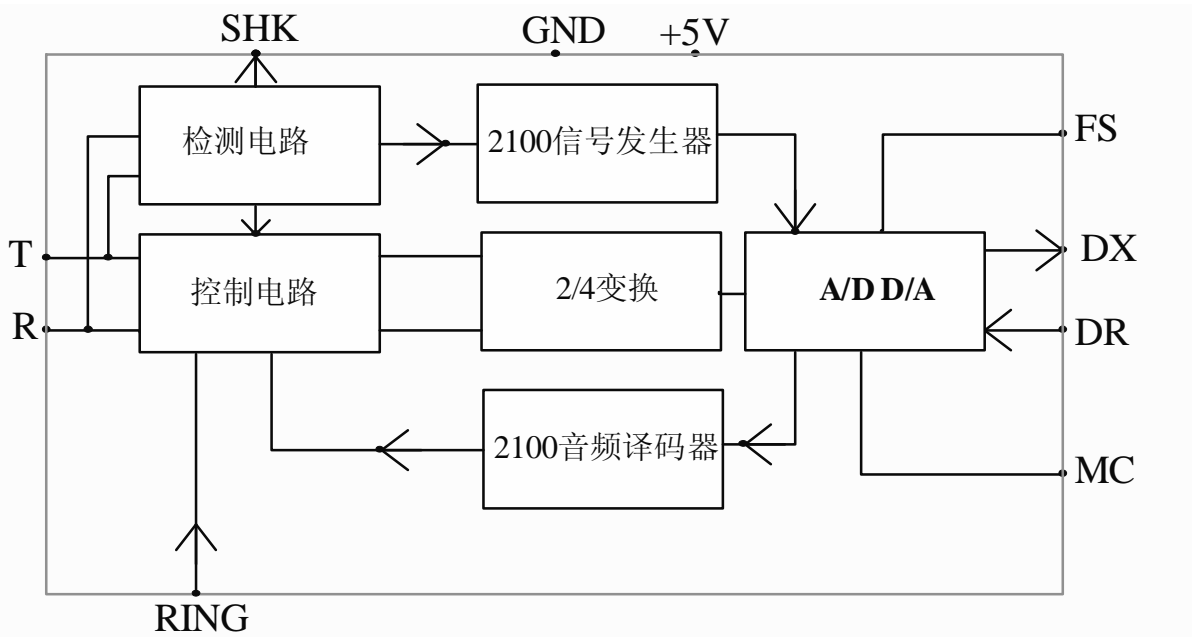 SHK
GND
+5V
检测电路
2100信号发生器
FS
T
控制电路
2/4变换
A/D D/A
DX
R
DR
2100音频译码器
MC
RING